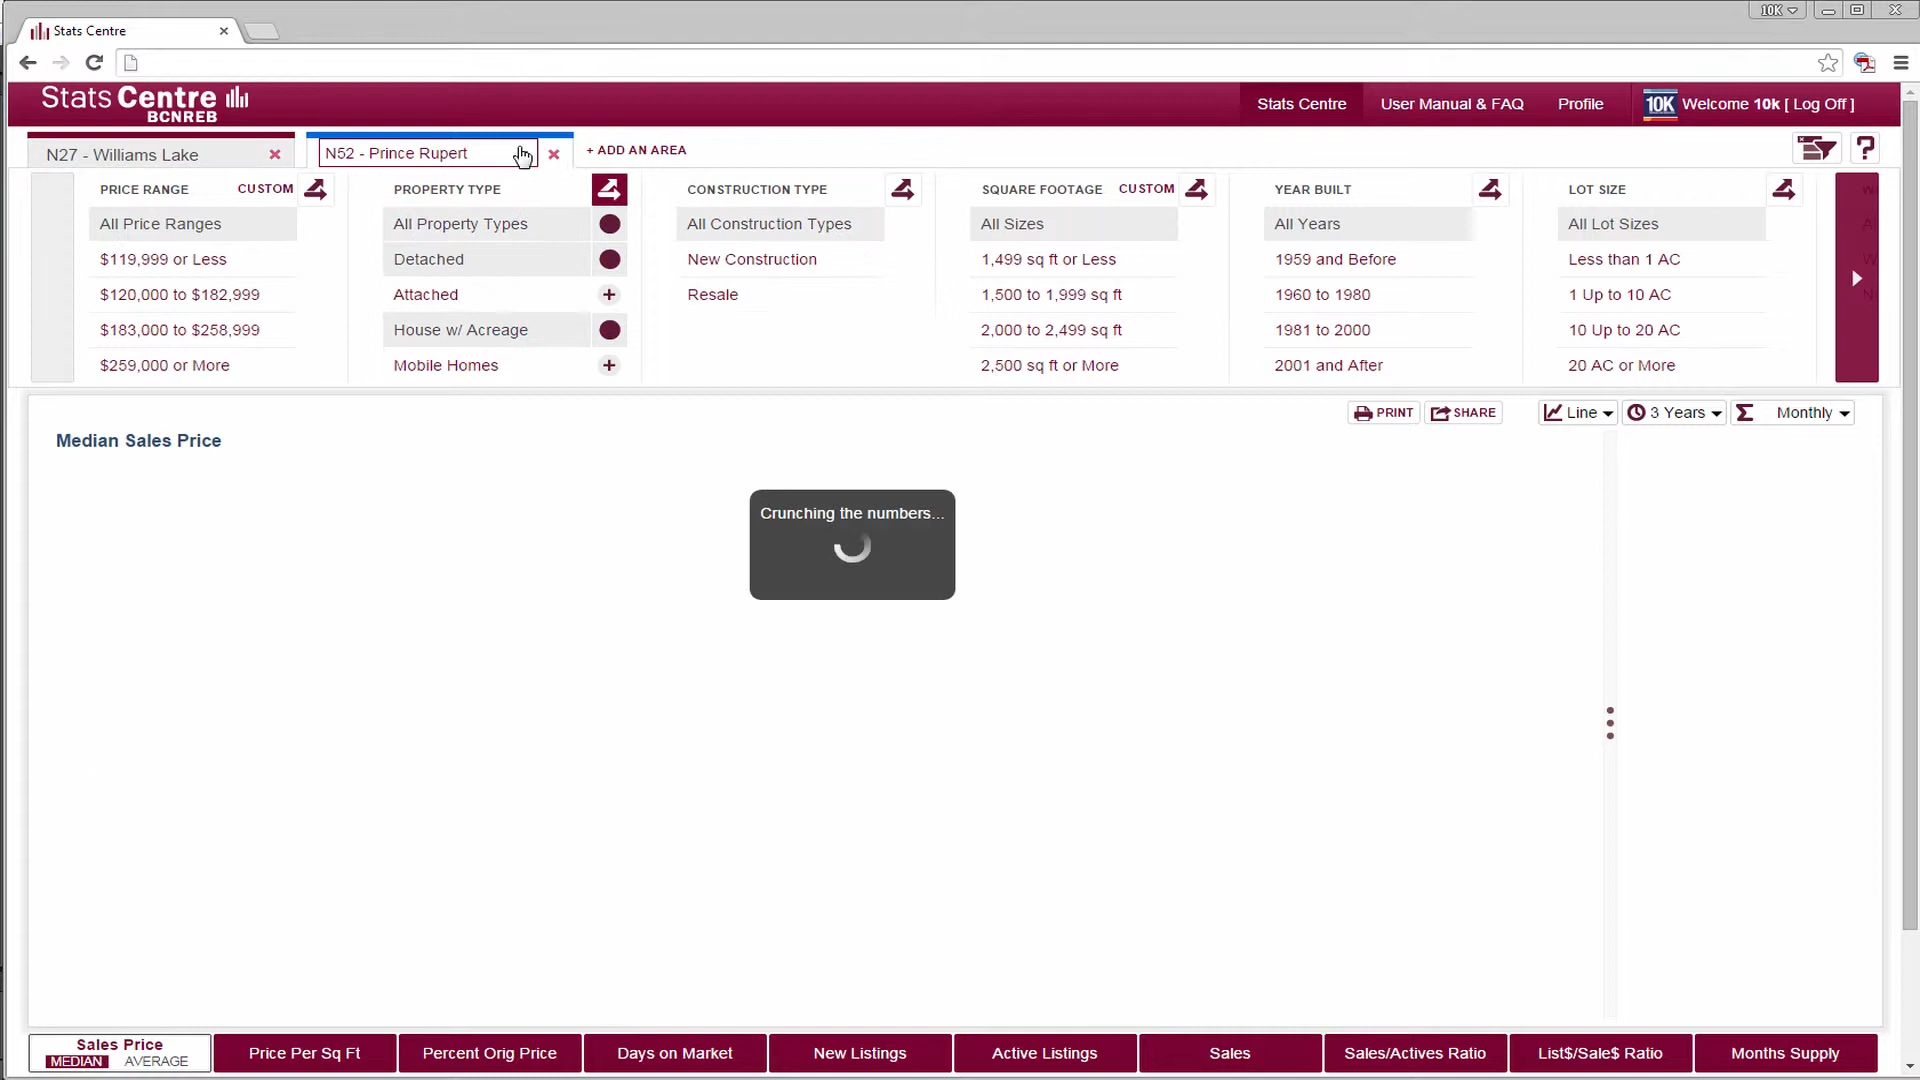 10K
Stats Centre
Stats Centre
BCNREB
Stats Centre
User Manual & FAQ
Profile
10K
Welcome 10k [ Log Off ]
N27 - Williams Lake
N52 - Prince Rupert
+ ADD AN AREA
?
PRICE RANGE CUSTOM
All Price Ranges
$119,999 or Less
$120,000 to $182,999
$183,000 to $258,999
$259,000 or More
PROPERTY TYPE
All Property Types
Detached
Attached
House w/ Acreage
Mobile Homes
CONSTRUCTION TYPE
All Construction Types
New Construction
Resale
SQUARE FOOTAGE CUSTOM
All Sizes
1,499 sq ft or Less
1,500 to 1,999 sq ft
2,000 to 2,499 sq ft
2,500 sq ft or More
YEAR BUILT
All Years
1959 and Before
1960 to 1980
1981 to 2000
2001 and After
LOT SIZE
All Lot Sizes
Less than 1 AC
1 Up to 10 AC
10 Up to 20 AC
20 AC or More
PRINT
SHARE
Line
3 Years
Σ Monthly
Median Sales Price
Crunching the numbers...
Sales Price
MEDIAN AVERAGE
Price Per Sq Ft
Percent Orig Price
Days on Market
New Listings
Active Listings
Sales
Sales/Actives Ratio
List$/Sale$ Ratio
Months Supply